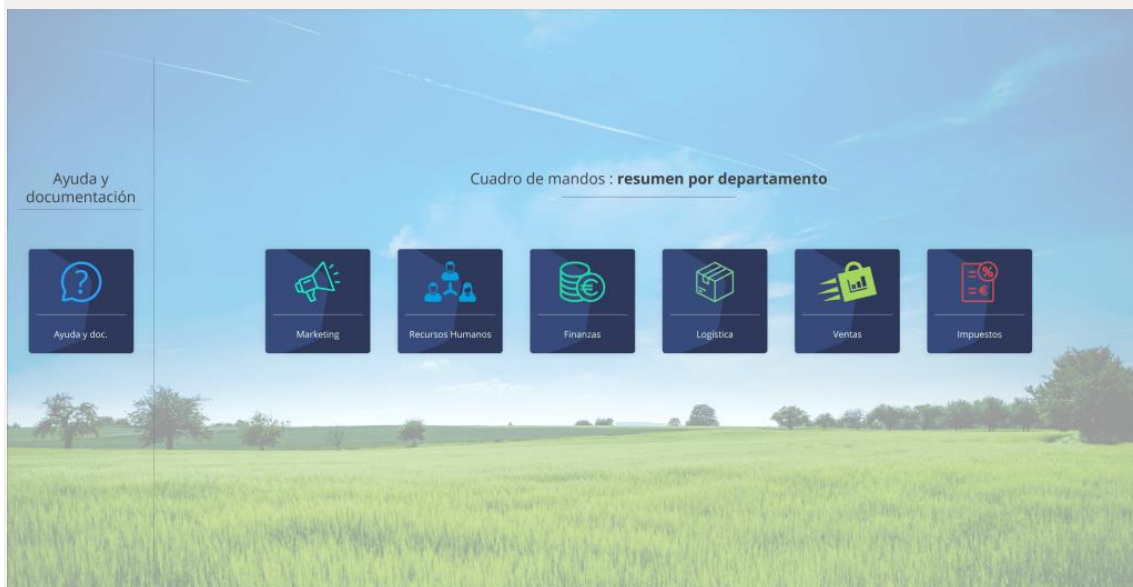 Ayuda y
documentación
Ayuda y doc.
Cuadro de mandos : resumen por departamento
Marketing
Recursos Humanos
Finanzas
Logística
Ventas
Impuestos